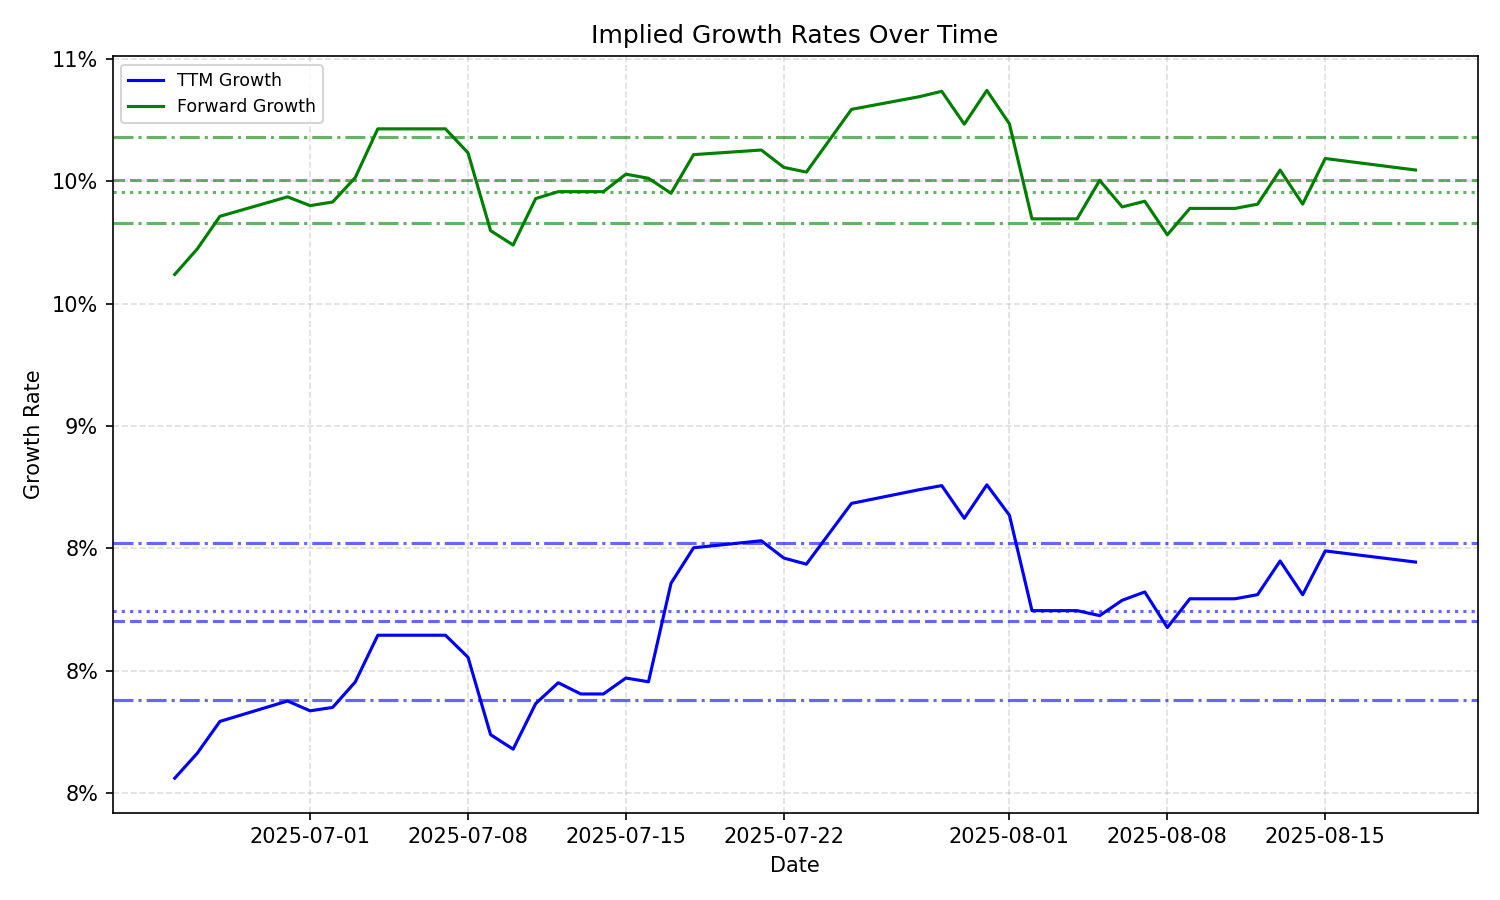 Implied Growth Rates Over Time
TTM Growth
Forward Growth
11%
10%
10%
9%
8%
8%
8%
Growth Rate
2025-07-01
2025-07-08
2025-07-15
2025-07-22
2025-08-01
2025-08-08
2025-08-15
Date